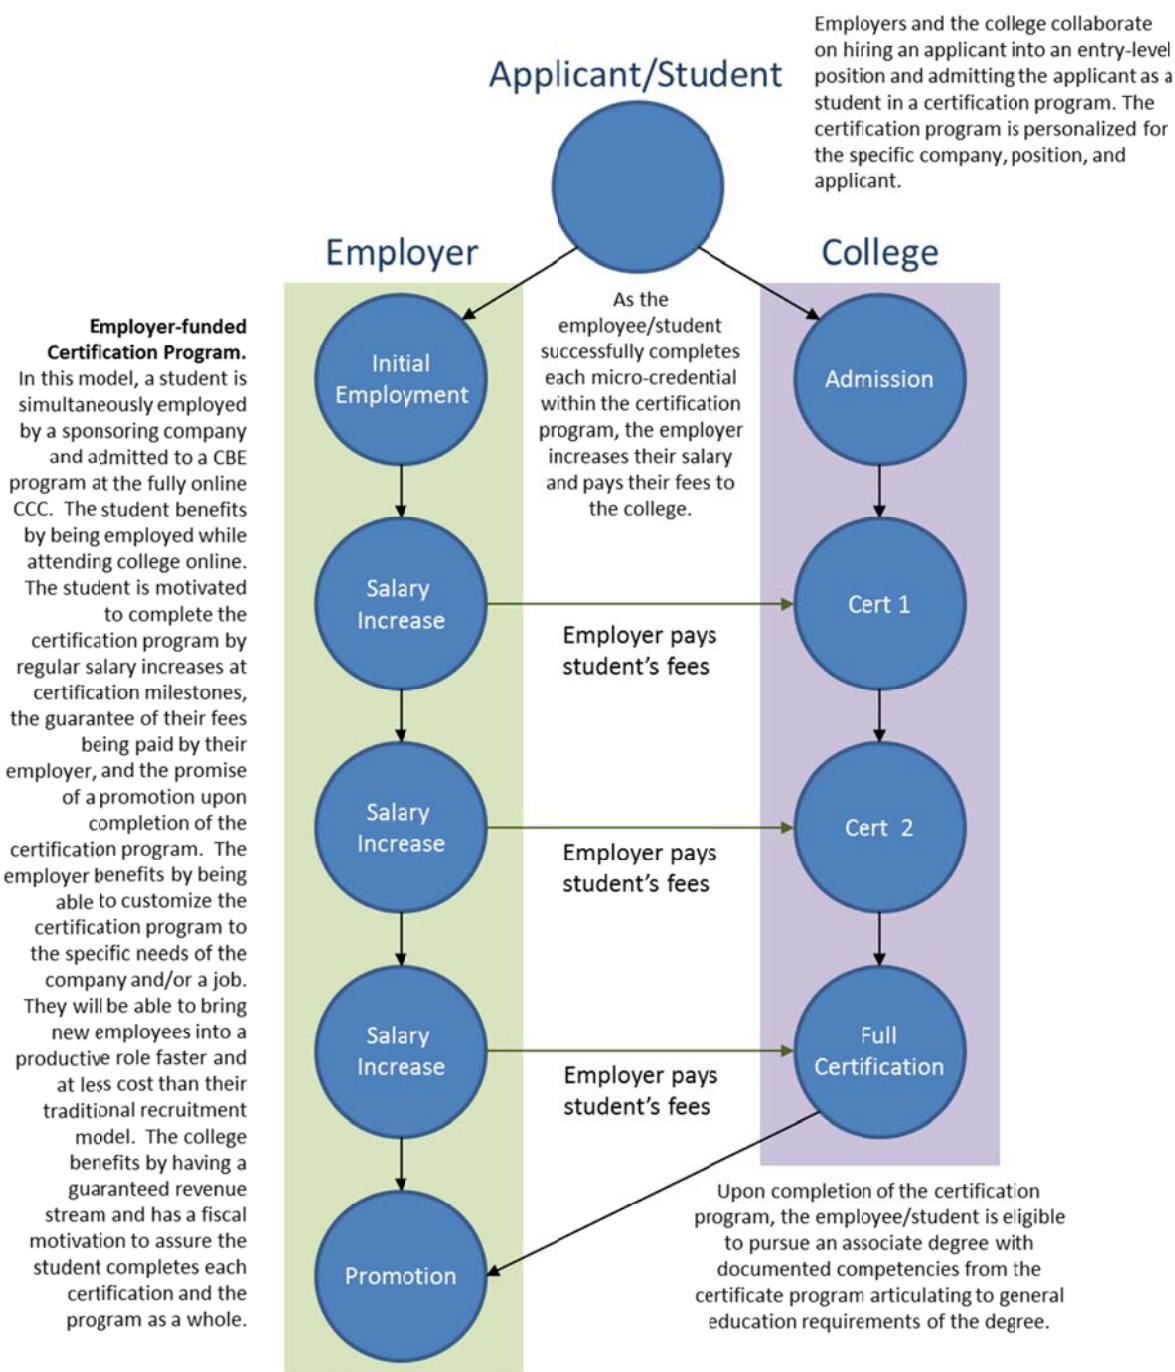 Applicant/Student
Employers and the college collaborate
on hiring an applicant into an entry-level
position and admitting the applicant as a
student in a certification program. The
certification program is personalized for
the specific company, position, and
applicant.
Employer
College
Employer-funded
Certification Program.
In this model, a student is
simultaneously employed
by a sponsoring company
and admitted to a CBE
program at the fully online
CCC. The student benefits
by being employed while
attending college online.
The student is motivated
to complete the
certification program by
regular salary increases at
certification milestones,
the guarantee of their fees
being paid by their
employer, and the promise
of a promotion upon
completion of the
certification program. The
employer benefits by being
able to customize the
certification program to
the specific needs of the
company and/or a job.
They will be able to bring
new employees into a
productive role faster and
at less cost than their
traditional recruitment
model. The college
benefits by having a
guaranteed revenue
stream and has a fiscal
motivation to assure the
student completes each
certification and the
program as a whole.
Initial
Employment
As the
employee/student
successfully completes
each micro-credential
within the certification
program, the employer
increases their salary
and pays their fees to
the college.
Admission
Salary
Increase
Employer pays
student's fees
Cert 1
Salary
Increase
Employer pays
student's fees
Cert 2
Salary
Increase
Employer pays
student's fees
Full
Certification
Promotion
Upon completion of the certification
program, the employee/student is eligible
to pursue an associate degree with
documented competencies from the
certificate program articulating to general
education requirements of the degree.